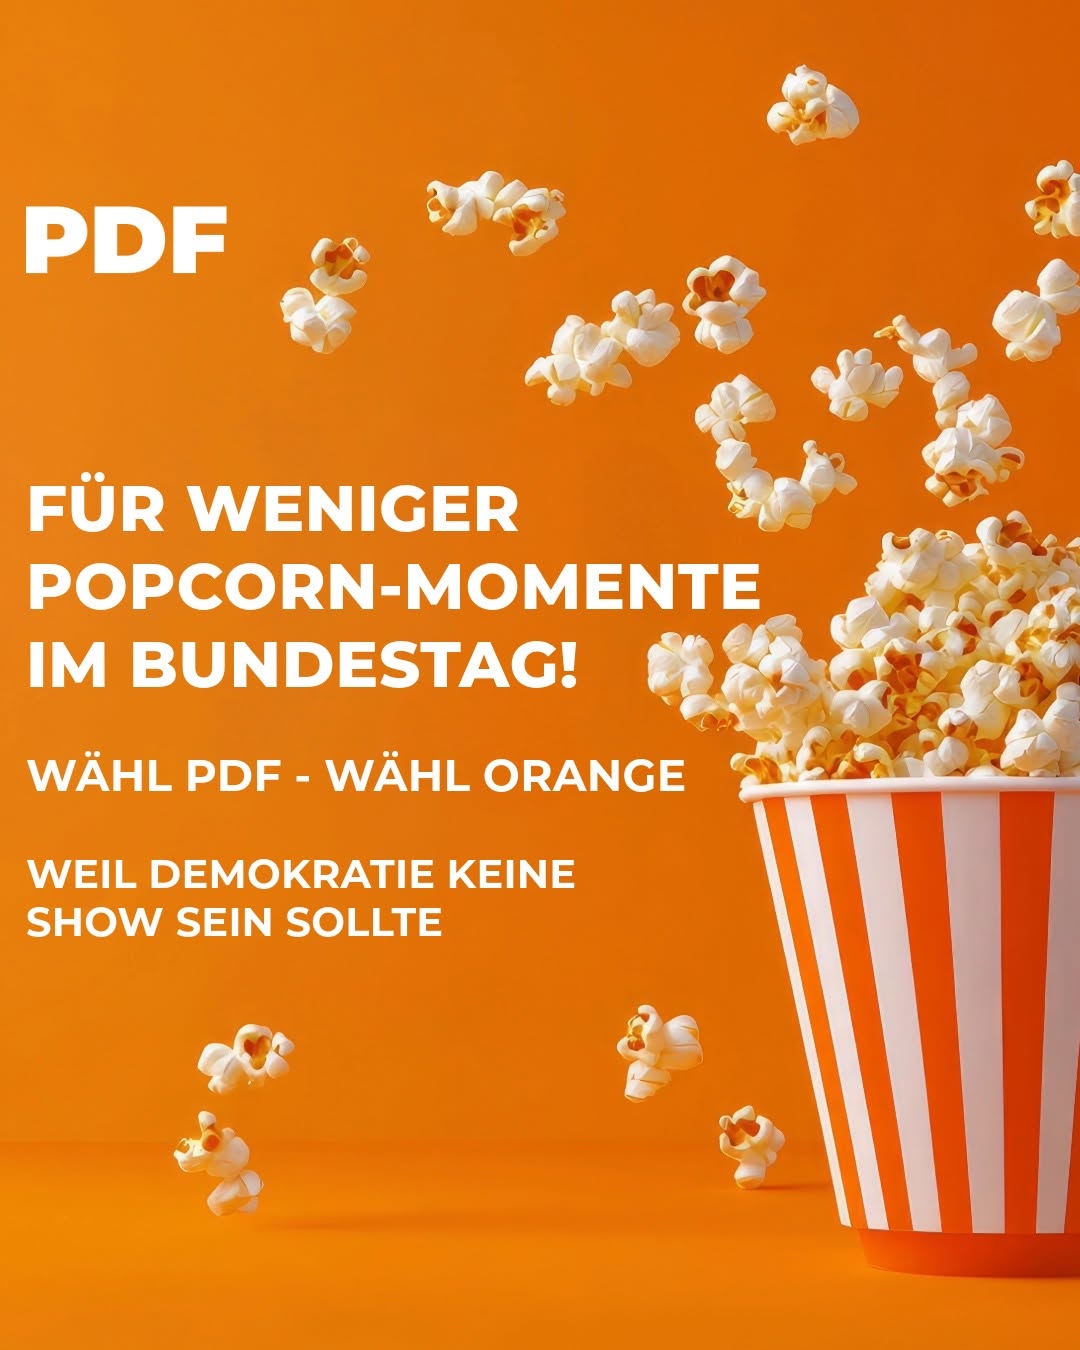 PDF
FÜR WENIGER
POPCORN-MOMENTE
IM BUNDESTAG!
WÄHL PDF - WÄHL ORANGE
WEIL DEMOKRATIE KEINE
SHOW SEIN SOLLTE